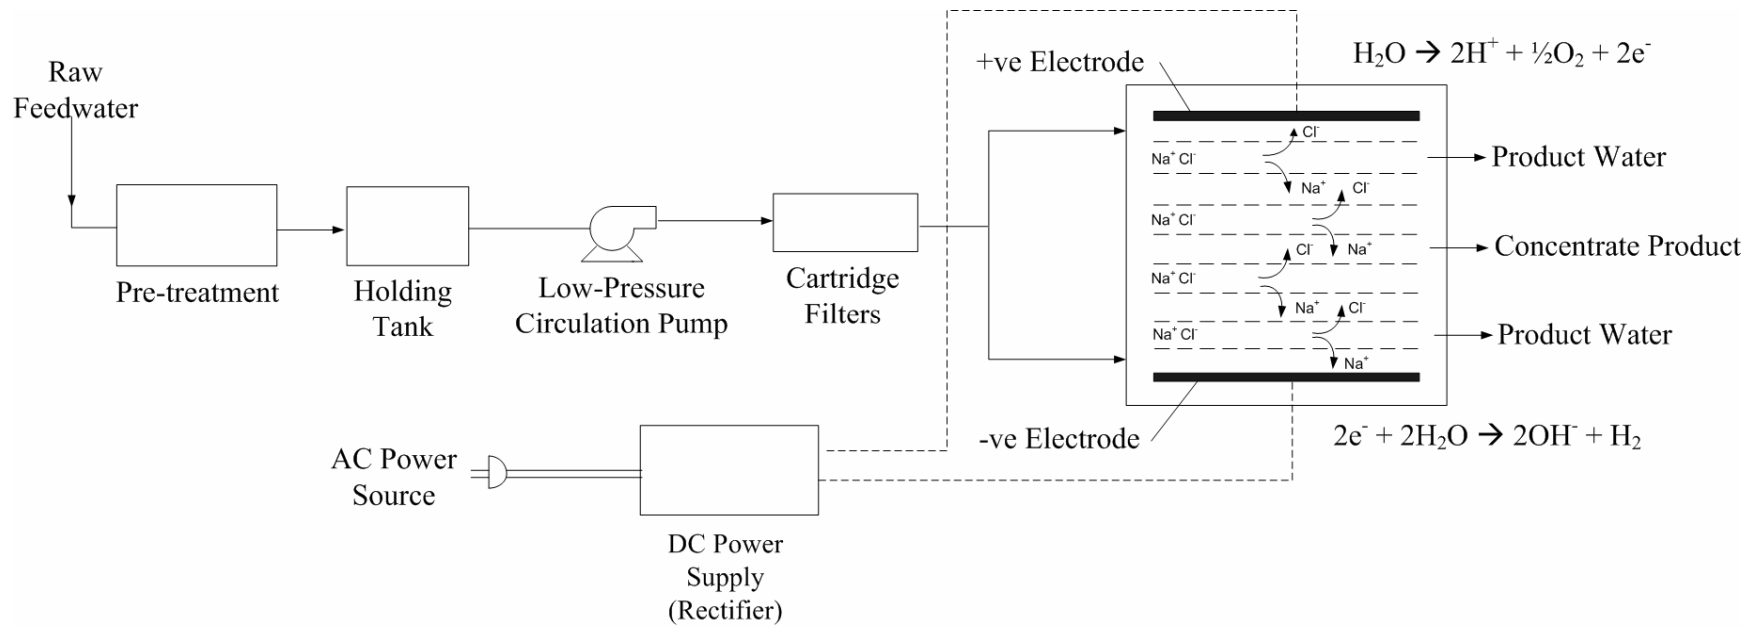 Raw
Feedwater
Pre-treatment
Holding
Tank
Low-Pressure
Circulation Pump
Cartridge
Filters
+ve Electrode
H₂O → 2H⁺ + ½O₂ + 2e⁻
Cl⁻
Na⁺ Cl⁻
Na⁺
Cl⁻
Na⁺ Cl⁻
Cl⁻
Na⁺
Na⁺ Cl⁻
Na⁺
Cl⁻
Na⁺ Cl⁻
Na⁺
Product Water
Concentrate Product
Product Water
-ve Electrode
2e⁻ + 2H₂O → 2OH⁻ + H₂
AC Power
Source
DC Power
Supply
(Rectifier)